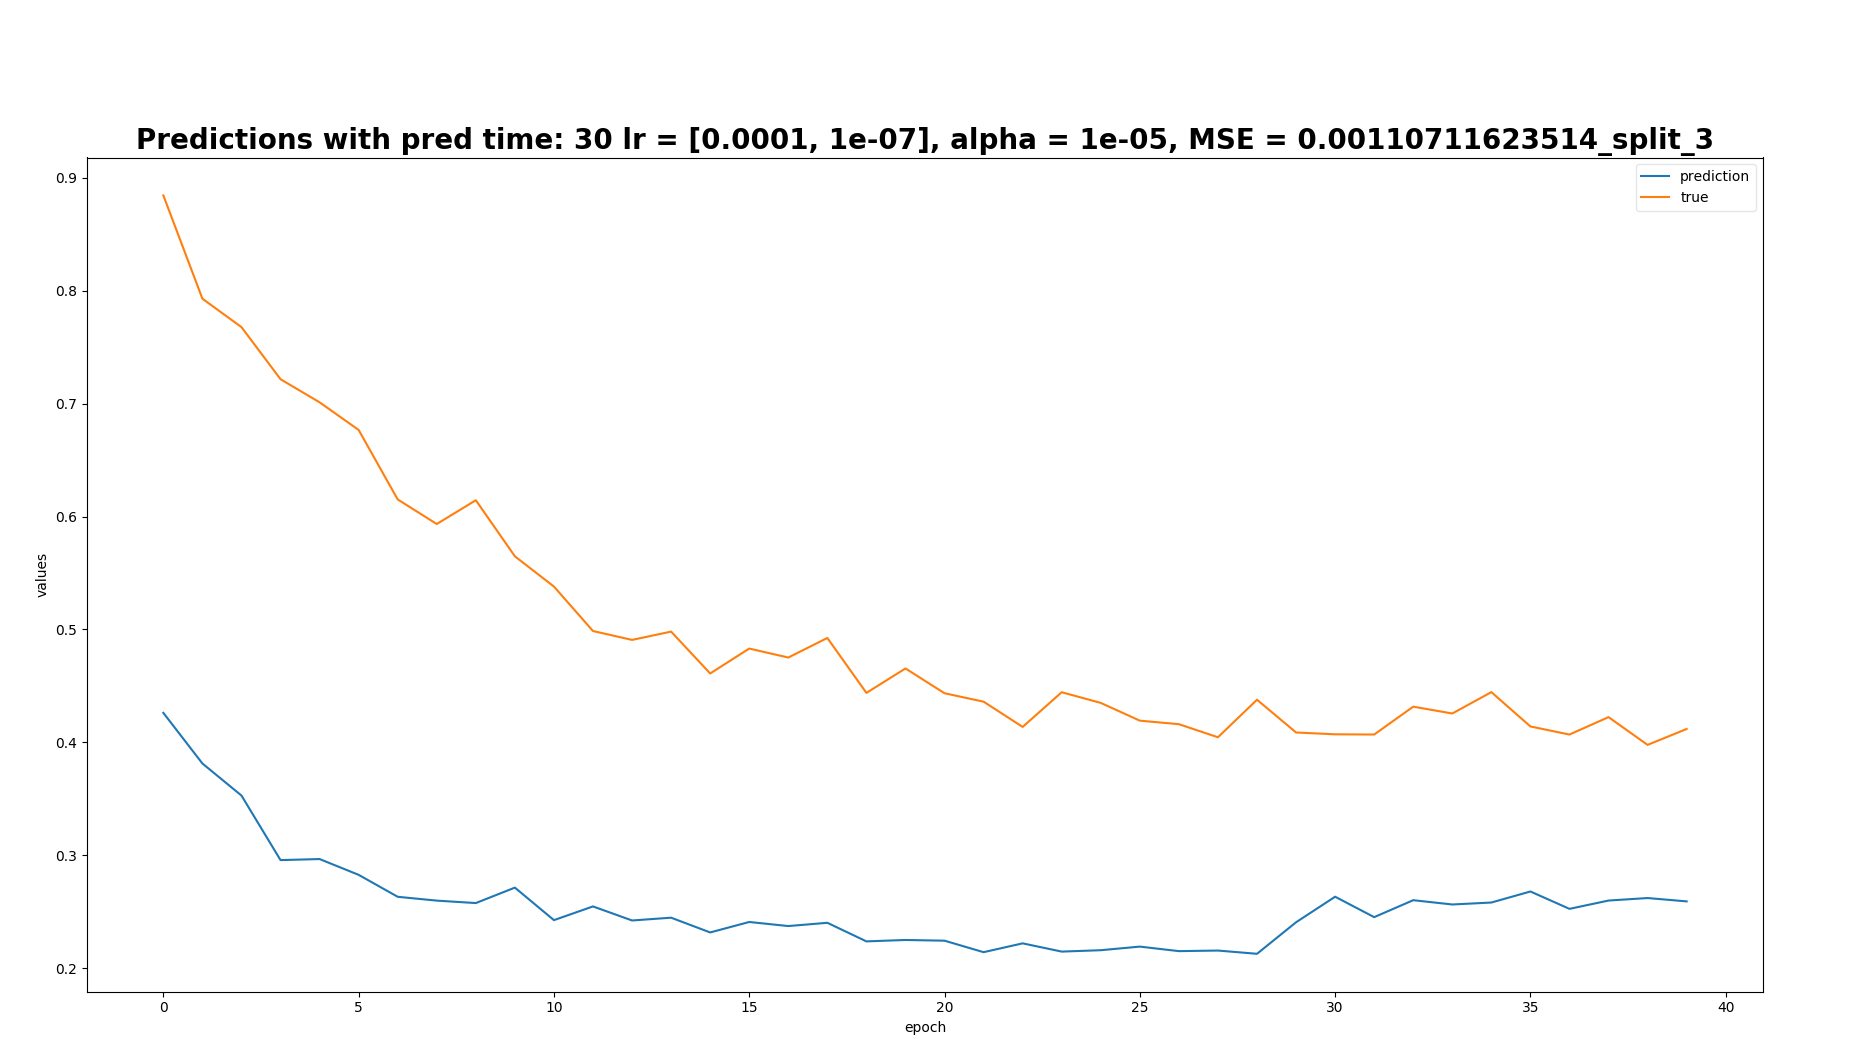 Predictions with pred time: 30 lr = [0.0001, 1e-07], alpha = 1e-05, MSE = 0.00110711623514_split_3
prediction
true
0.9
0.8
0.7
0.6
0.5
0.4
0.3
0.2
values
0 5 10 15 20 25 30 35 40
epoch